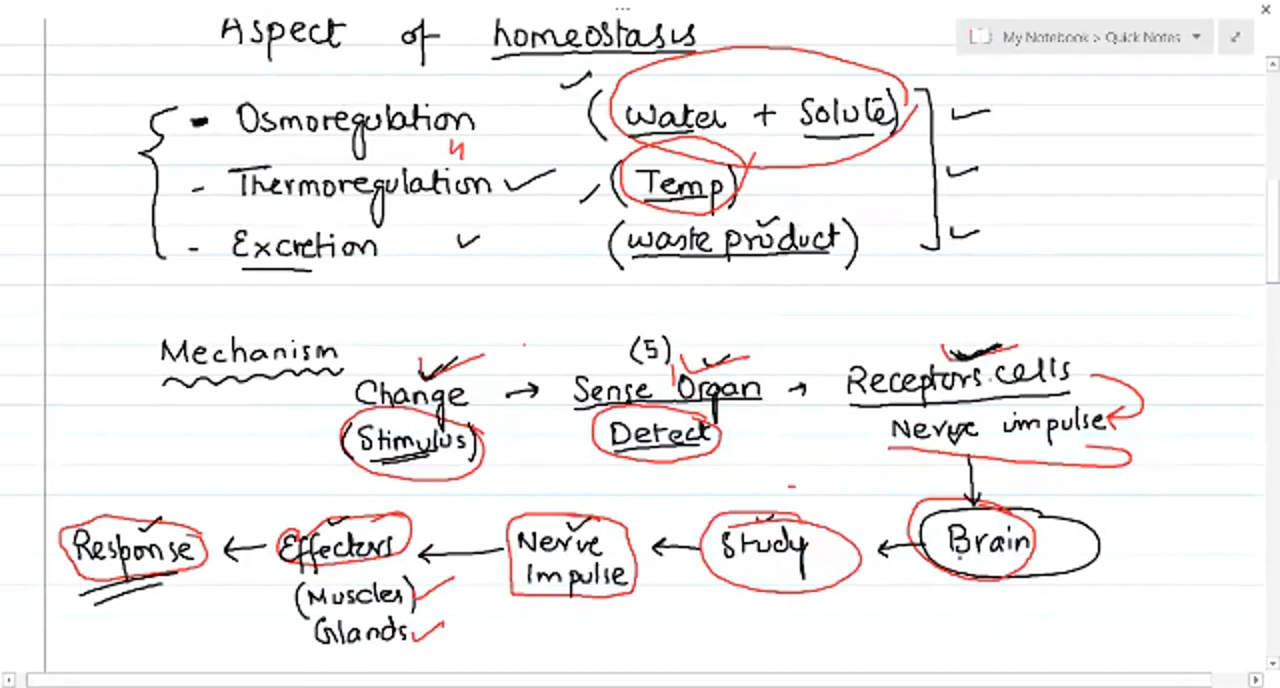 Aspect of homeostasis
My Notebook > Quick Notes
- Osmoregulation (Water + Solute)
- Thermoregulation (Temp)
- Excretion (waste product)
Mechanism
(5)
Change → Sense Organ → Receptors cells
(Stimulus) Detect Nerve impulse
Response ← Effectors ← Nerve Impulse ← Study ← Brain
(Muscles)
Glands